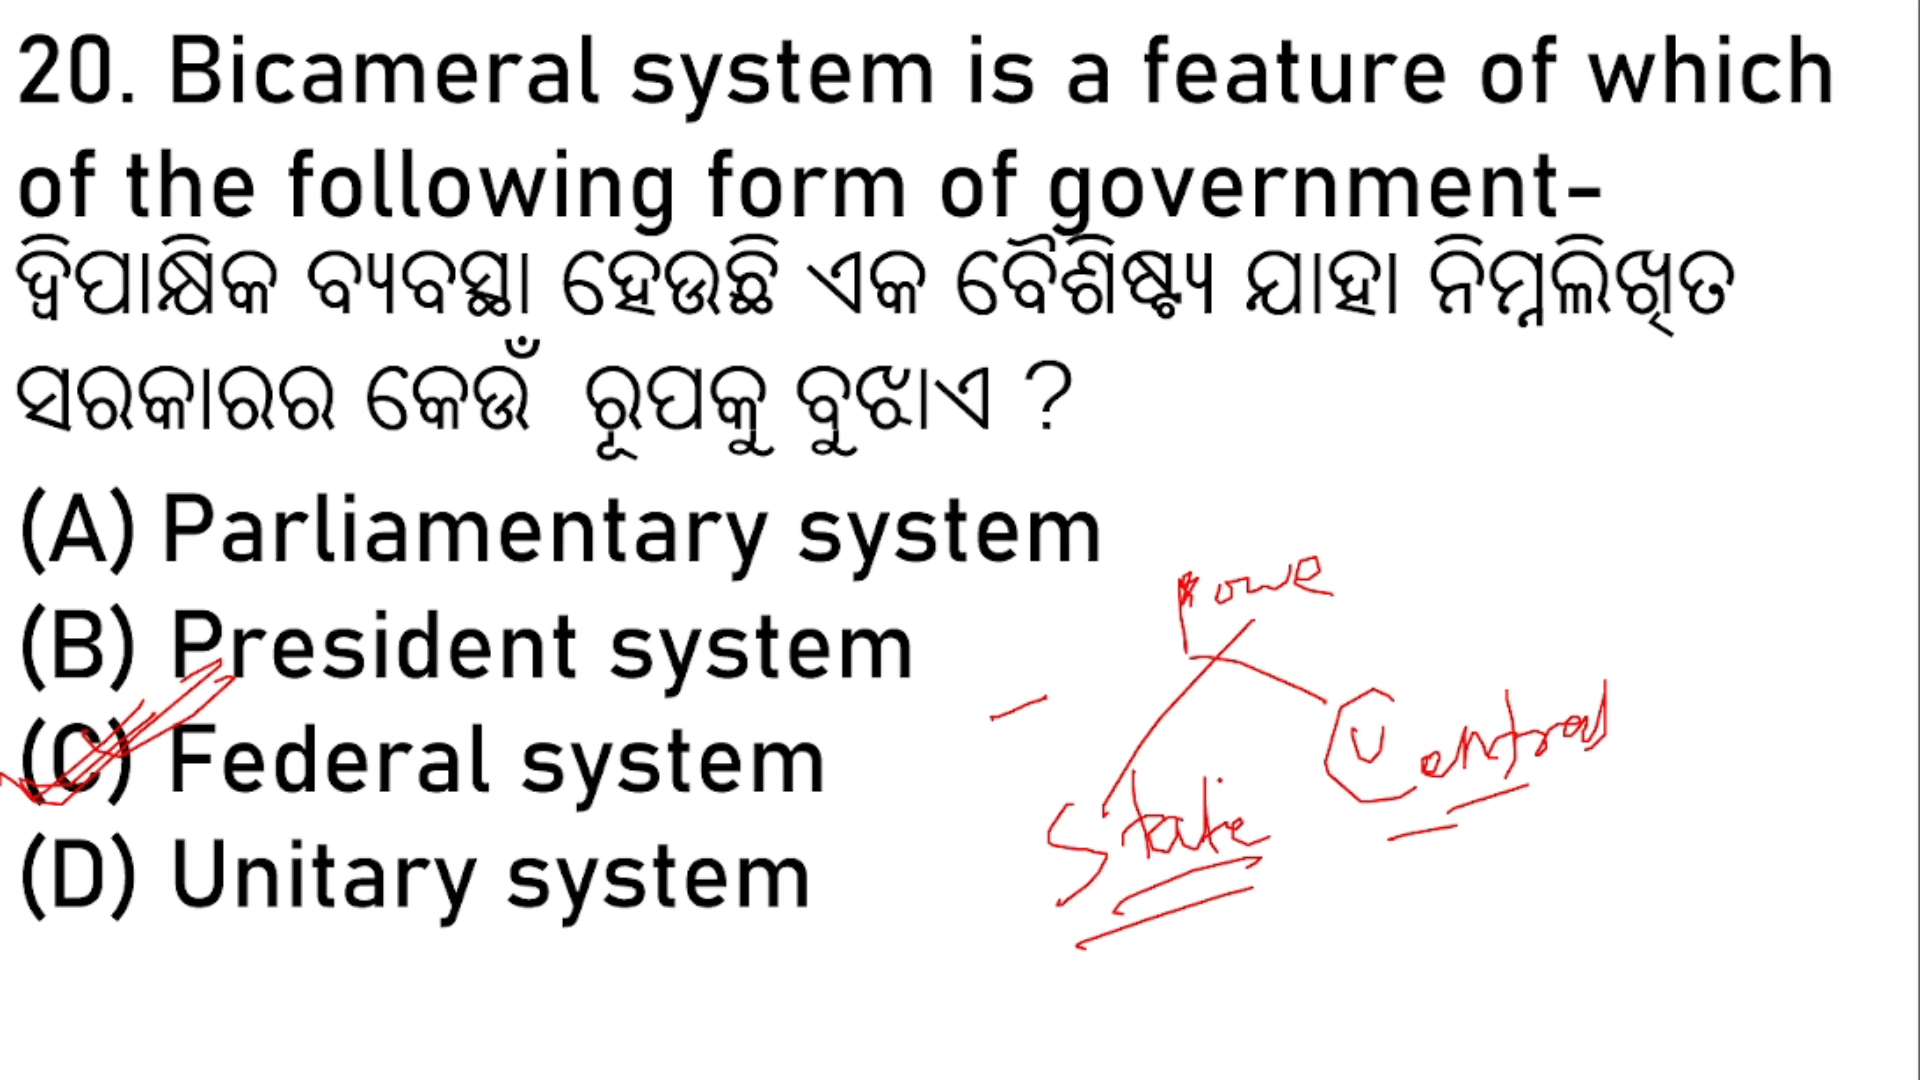 20. Bicameral system is a feature of which
of the following form of government-
ଦ୍ୱିପାକ୍ଷିକ ବ୍ୟବସ୍ଥା ହେଉଛି ଏକ ବୈଶିଷ୍ଟ୍ୟ ଯାହା ନିମ୍ନଲିଖିତ
ସରକାରର କେଉଁ ରୂପକୁ ବୁଝାଏ ?
(A) Parliamentary system
(B) President system
(C) Federal system
(D) Unitary system
Powe
Central
State